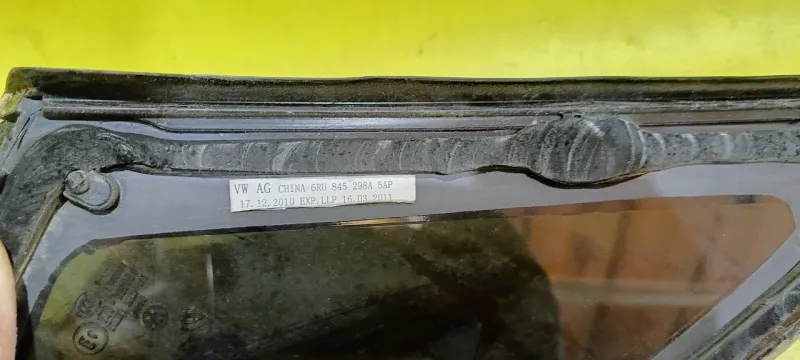 VW AG CHINA 6RU 845 298A 5AP
17.12.2010 EXP.LLP 16.03.2011